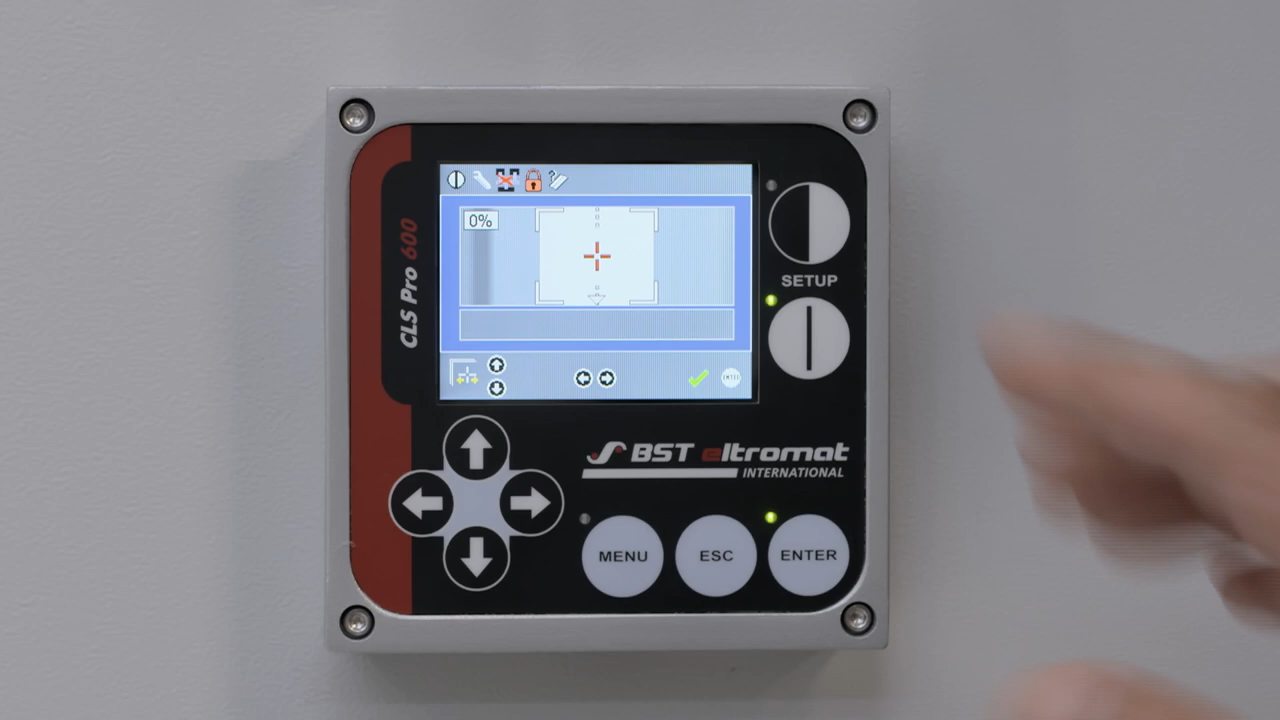 CLS Pro 600
0%
SETUP
BST eltromat
INTERNATIONAL
MENU
ESC
ENTER